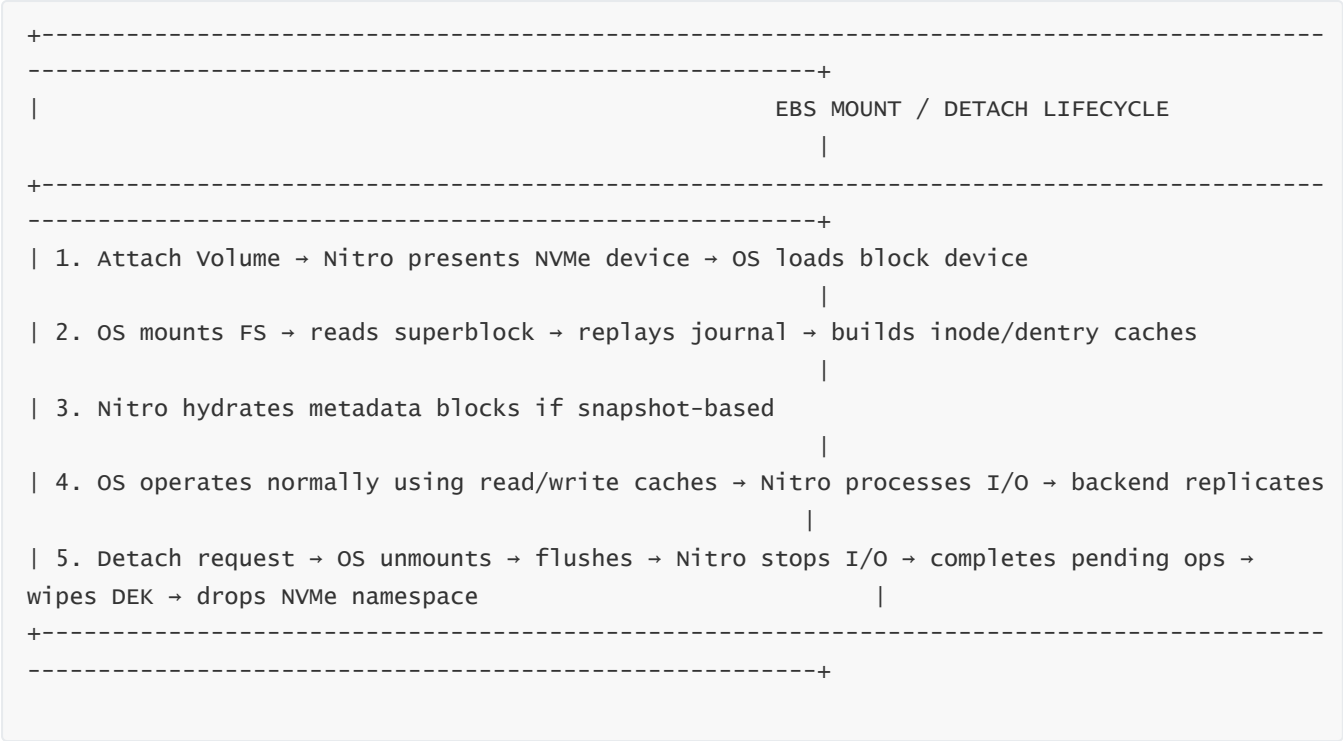 +------------------------------------------------------------------------------------------
--------------------------------------------------------+
| EBS MOUNT / DETACH LIFECYCLE
|
+------------------------------------------------------------------------------------------
--------------------------------------------------------+
| 1. Attach Volume → Nitro presents NVMe device → OS loads block device
|
| 2. OS mounts FS → reads superblock → replays journal → builds inode/dentry caches
|
| 3. Nitro hydrates metadata blocks if snapshot-based
|
| 4. OS operates normally using read/write caches → Nitro processes I/O → backend replicates
|
| 5. Detach request → OS unmounts → flushes → Nitro stops I/O → completes pending ops →
wipes DEK → drops NVMe namespace |
+------------------------------------------------------------------------------------------
--------------------------------------------------------+